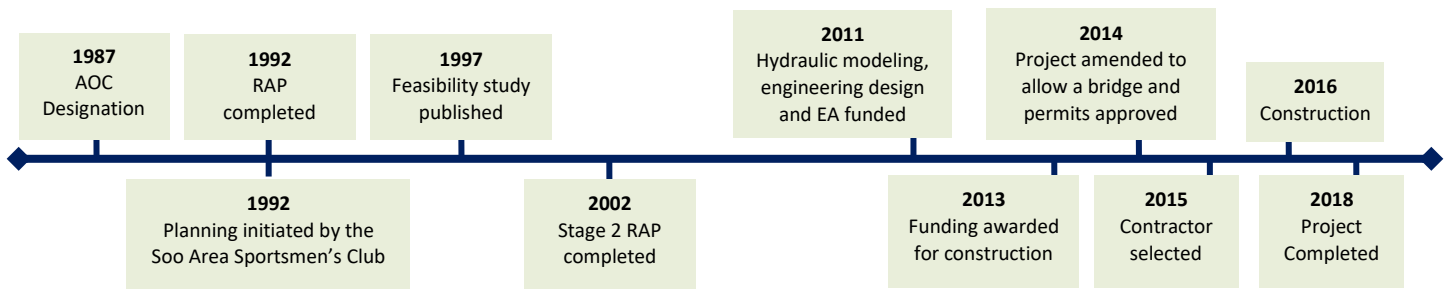 1987
AOC
Designation
1992
RAP
completed
1997
Feasibility study
published
2011
Hydraulic modeling,
engineering design
and EA funded
2014
Project amended to
allow a bridge and
permits approved
2016
Construction
1992
Planning initiated by the
Soo Area Sportsmen’s Club
2002
Stage 2 RAP
completed
2013
Funding awarded
for construction
2015
Contractor
selected
2018
Project
Completed